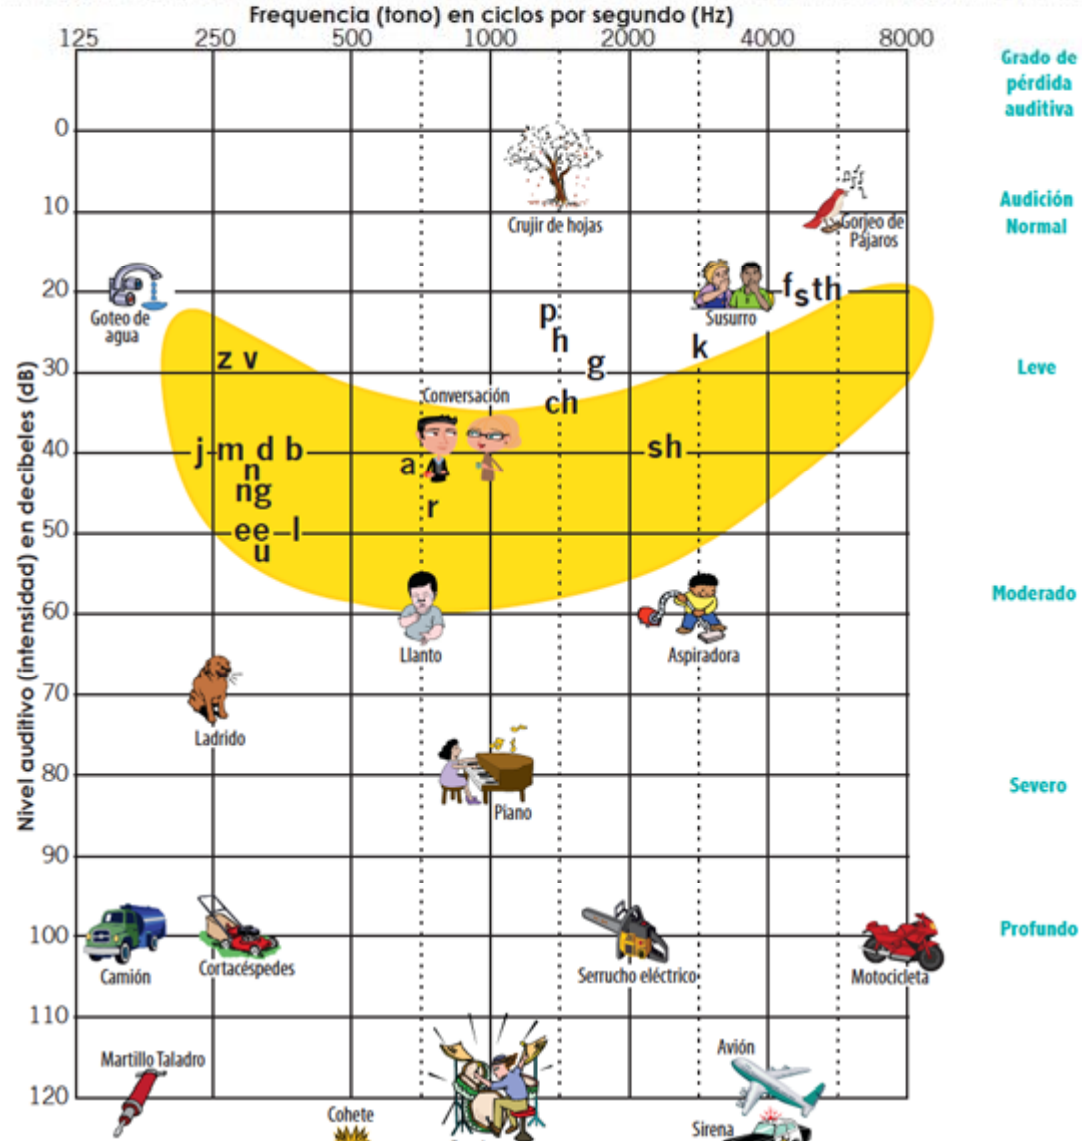 Frequencia (tono) en ciclos por segundo (Hz)
125 250 500 1000 2000 4000 8000
Grado de
pérdida
auditiva
Nivel auditivo (intensidad) en decibeles (dB)
0
Crujir de hojas
10
Gorjeo de
Pájaros
Audición
Normal
20
Goteo de
agua
Susurro
f s th
p
h
g
k
z v
30
Leve
Conversación
ch
40
j m d b
n
ng
a
sh
r
50
ee l
u
60
Moderado
Llanto
Aspiradora
70
Ladrido
80
Piano
Severo
90
100
Camión
Cortacéspedes
Serrucho eléctrico
Motocicleta
Profundo
110
Martillo Taladro
Avión
120
Cohete
Sirena